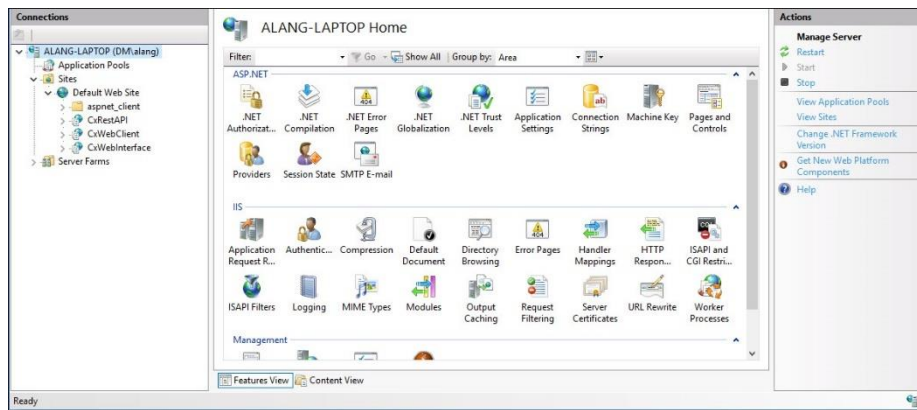 Connections
ALANG-LAPTOP (DM\alang)
Application Pools
Sites
Default Web Site
aspnet_client
CxRestAPI
CxWebClient
CxWebInterface
Server Farms
ALANG-LAPTOP Home
Filter: Go Show All Group by: Area
ASP.NET
.NET Authorizat...
.NET Compilation
.NET Error Pages
.NET Globalization
.NET Trust Levels
Application Settings
Connection Strings
Machine Key
Pages and Controls
Providers
Session State
SMTP E-mail
IIS
Application Request R...
Authentic...
Compression
Default Document
Directory Browsing
Error Pages
Handler Mappings
HTTP Respon...
ISAPI and CGI Restri...
ISAPI Filters
Logging
MIME Types
Modules
Output Caching
Request Filtering
Server Certificates
URL Rewrite
Worker Processes
Management
Features View
Content View
Actions
Manage Server
Restart
Start
Stop
View Application Pools
View Sites
Change .NET Framework
Version
Get New Web Platform
Components
Help
Ready